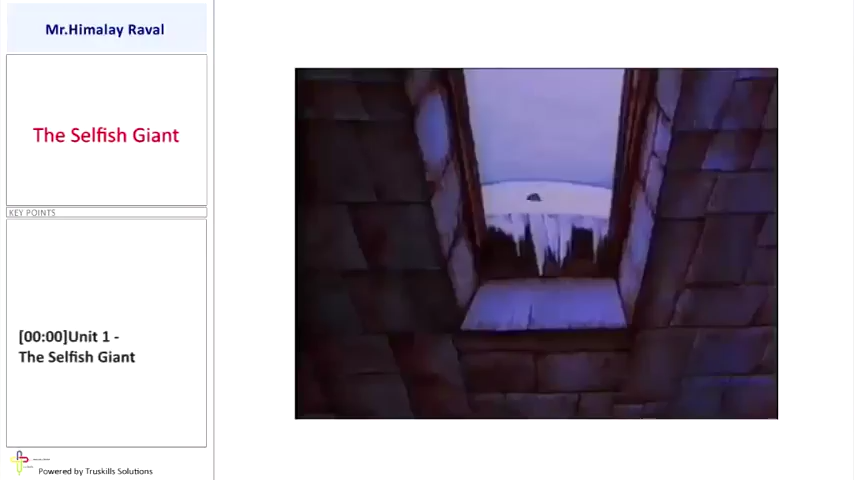 Mr.Himalay Raval
The Selfish Giant
KEY POINTS
[00:00]Unit 1 -
The Selfish Giant
Powered by Truskills Solutions